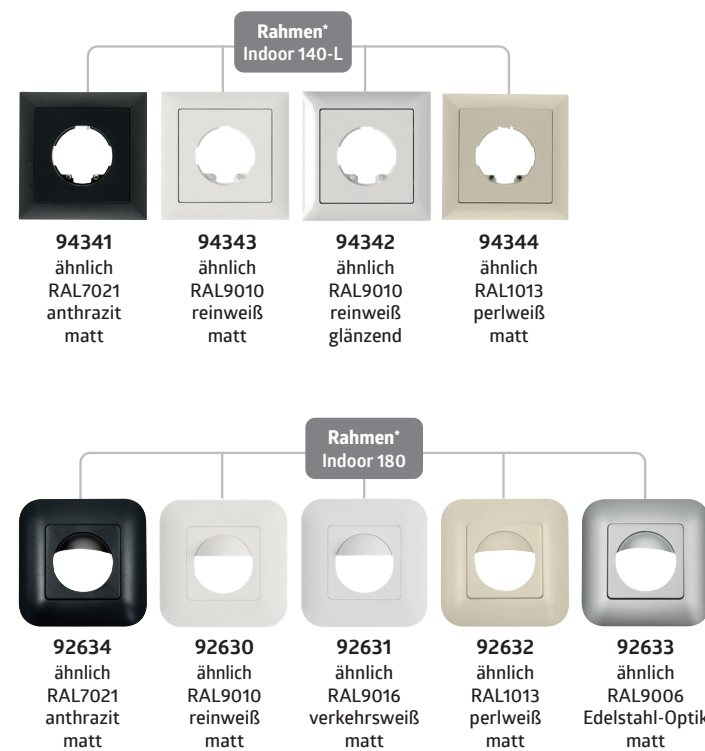 Rahmen*
Indoor 140-L
94341
ähnlich
RAL7021
anthrazit
matt
94343
ähnlich
RAL9010
reinweiß
matt
94342
ähnlich
RAL9010
reinweiß
glänzend
94344
ähnlich
RAL1013
perlweiß
matt
Rahmen*
Indoor 180
92634
ähnlich
RAL7021
anthrazit
matt
92630
ähnlich
RAL9010
reinweiß
matt
92631
ähnlich
RAL9016
verkehrsweiß
matt
92632
ähnlich
RAL1013
perlweiß
matt
92633
ähnlich
RAL9006
Edelstahl-Optik
matt